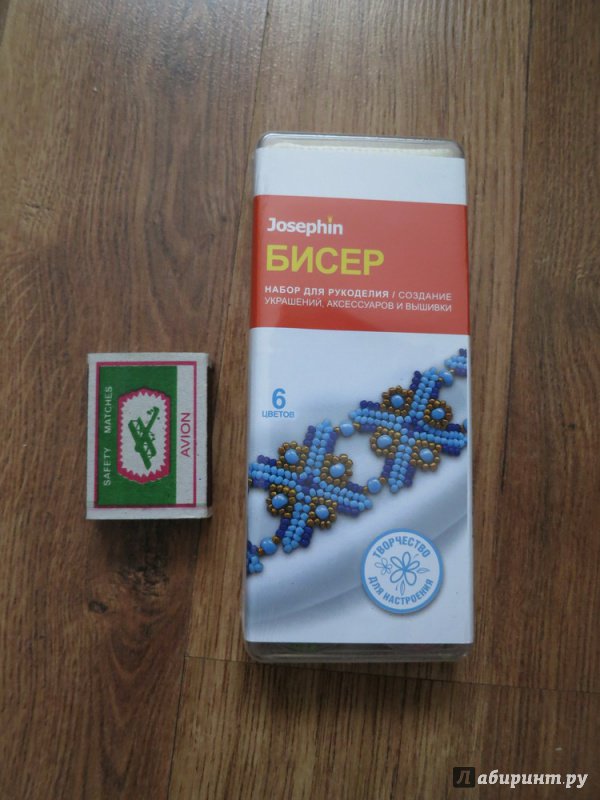 Josephin
БИСЕР
НАБОР ДЛЯ РУКОДЕЛИЯ / СОЗДАНИЕ
УКРАШЕНИЙ, АКСЕССУАРОВ И ВЫШИВКИ
6
ЦВЕТОВ
ТВОРЧЕСТВО
ДЛЯ НАСТРОЕНИЯ
SAFETY MATCHES
AVION
Лабиринт.ру